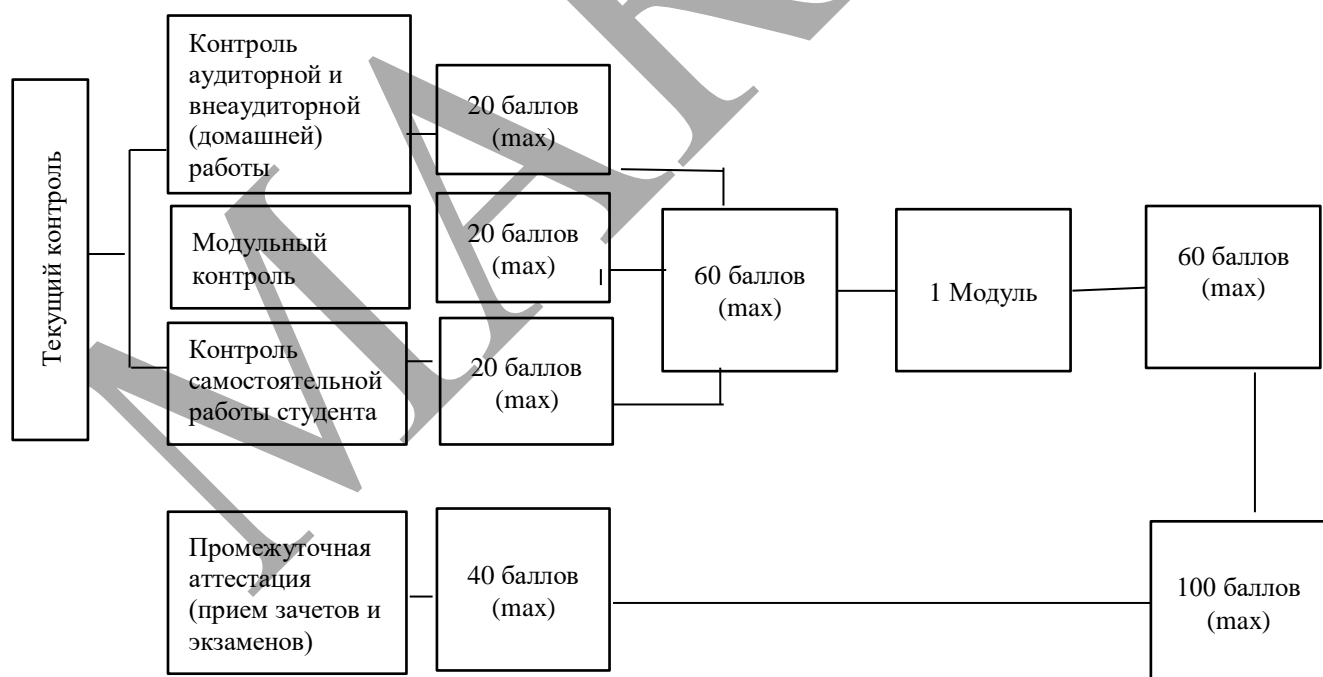 Текущий контроль
Контроль
аудиторной и
внеаудиторной
(домашней)
работы
20 баллов
(max)
Модульный
контроль
20 баллов
(max)
Контроль
самостоятельной
работы студента
20 баллов
(max)
60 баллов
(max)
1 Модуль
60 баллов
(max)
Промежуточная
аттестация
(прием зачетов и
экзаменов)
40 баллов
(max)
100 баллов
(max)